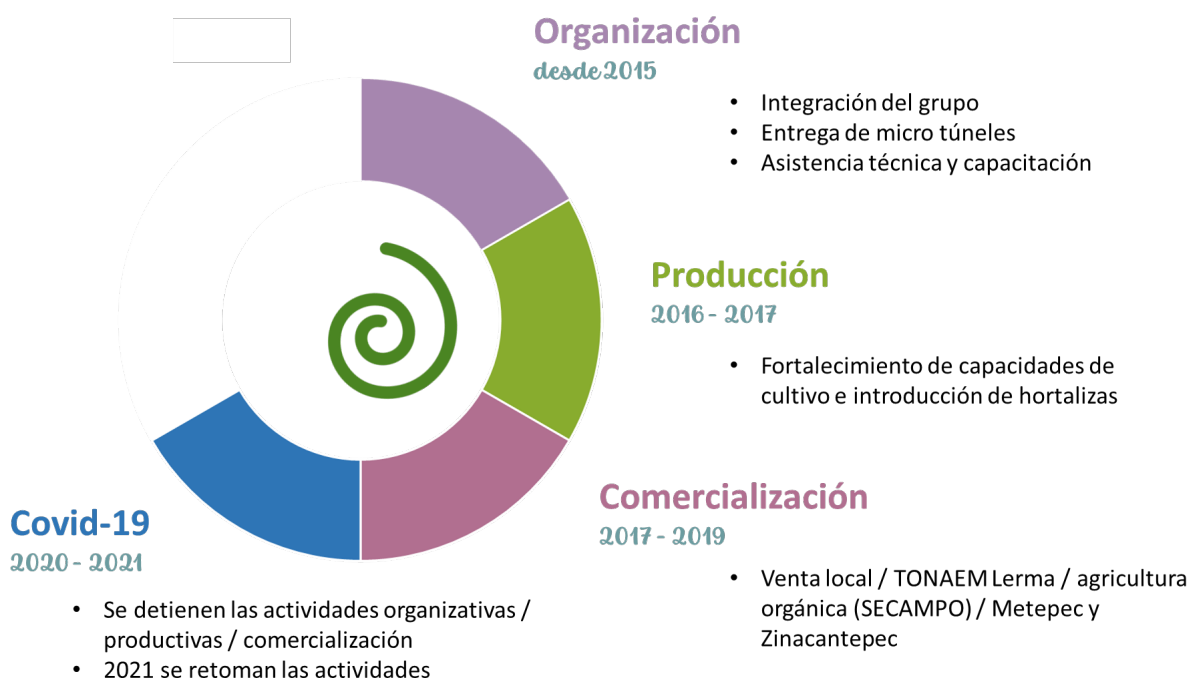 Organización
desde 2015
• Integración del grupo
• Entrega de micro túneles
• Asistencia técnica y capacitación
Producción
2016 - 2017
• Fortalecimiento de capacidades de
cultivo e introducción de hortalizas
Comercialización
2017 - 2019
• Venta local / TONAEM Lerma / agricultura
orgánica (SECAMPO) / Metepec y
Zinacantepec
Covid-19
2020 - 2021
• Se detienen las actividades organizativas /
productivas / comercialización
• 2021 se retoman las actividades